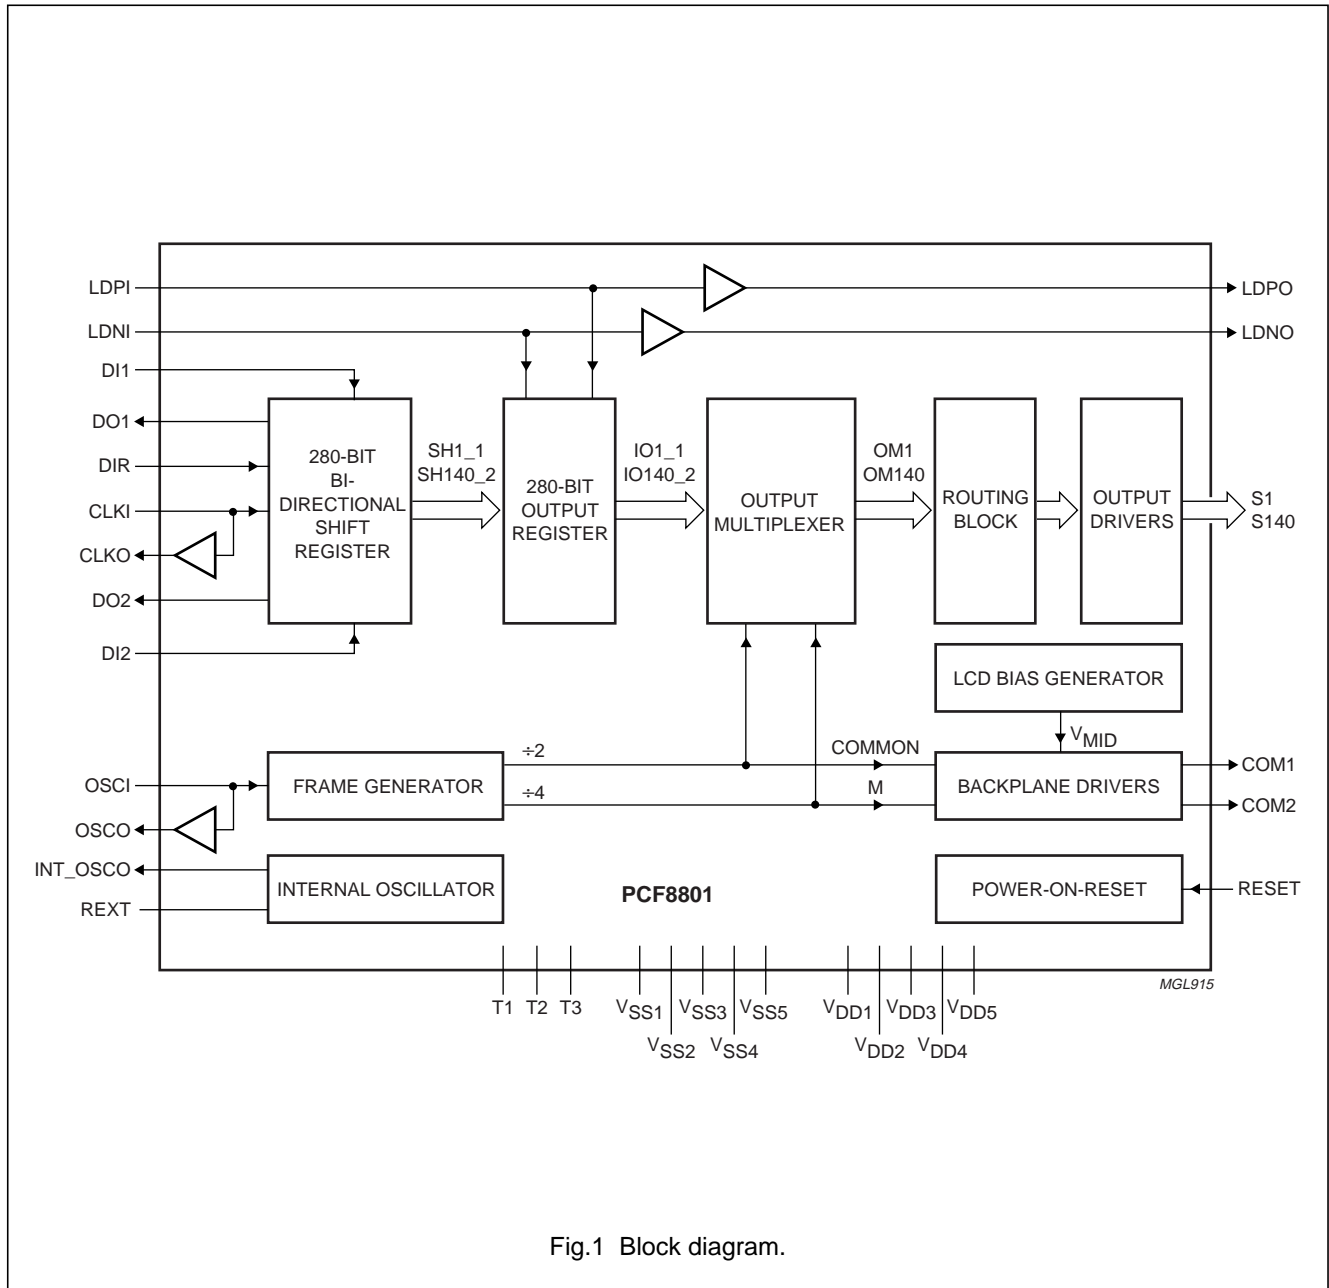 LDPI
LDPO
LDNI
LDNO
DI1
DO1
DIR
CLKI
CLKO
DO2
DI2
280-BIT
BI-
DIRECTIONAL
SHIFT
REGISTER
SH1_1
SH140_2
280-BIT
OUTPUT
REGISTER
IO1_1
IO140_2
OUTPUT
MULTIPLEXER
OM1
OM140
ROUTING
BLOCK
OUTPUT
DRIVERS
S1
S140
LCD BIAS GENERATOR
VMID
OSCI
OSCO
FRAME GENERATOR
÷2
÷4
COMMON
M
BACKPLANE DRIVERS
COM1
COM2
INT_OSCO
REXT
INTERNAL OSCILLATOR
PCF8801
POWER-ON-RESET
RESET
MGL915
T1 T2 T3 VSS1 VSS3 VSS5 VDD1 VDD3 VDD5
VSS2 VSS4 VDD2 VDD4
Fig.1 Block diagram.